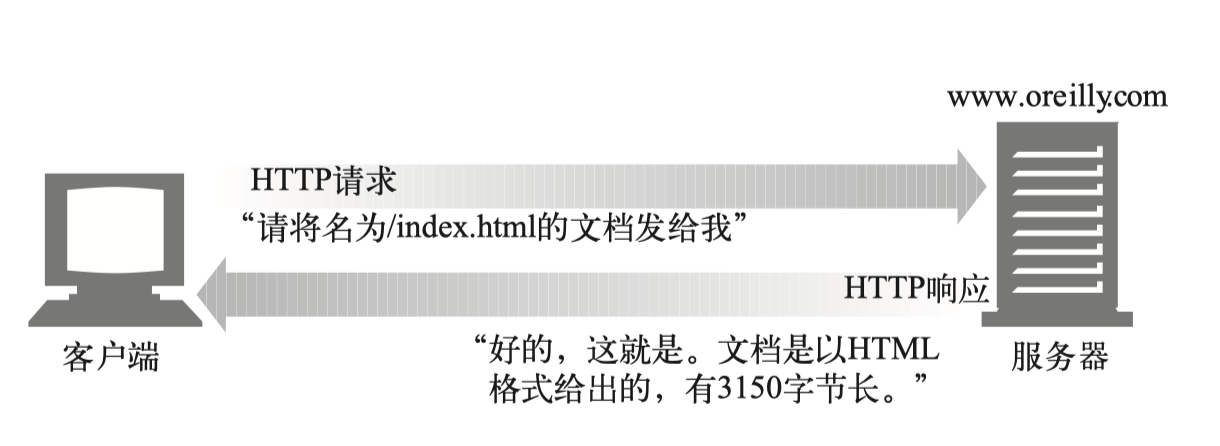 www.oreilly.com
HTTP请求
“请将名为/index.html的文档发给我”
HTTP响应
“好的，这就是。文档是以HTML
格式给出的，有3150字节长。”
客户端
服务器